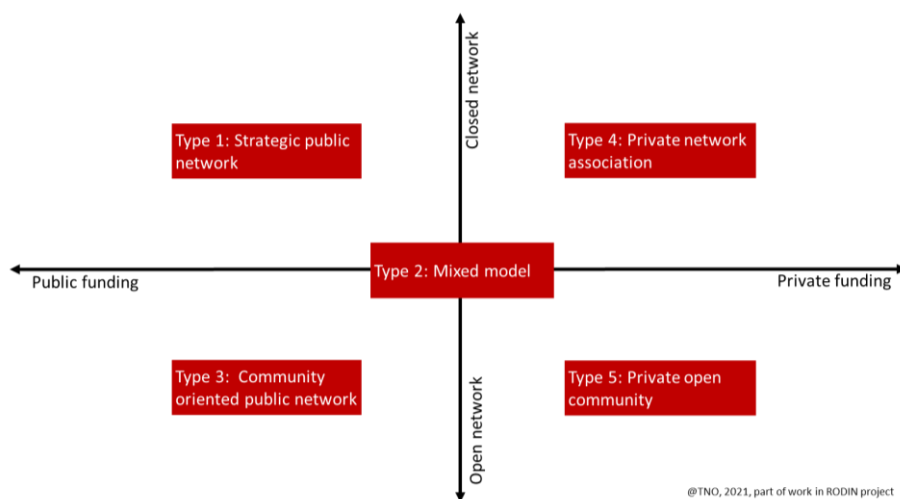 Closed network
Type 1: Strategic public
network
Type 4: Private network
association
Type 2: Mixed model
Public funding
Private funding
Type 3:  Community
oriented public network
Type 5: Private open
community
Open network
@TNO, 2021, part of work in RODIN project